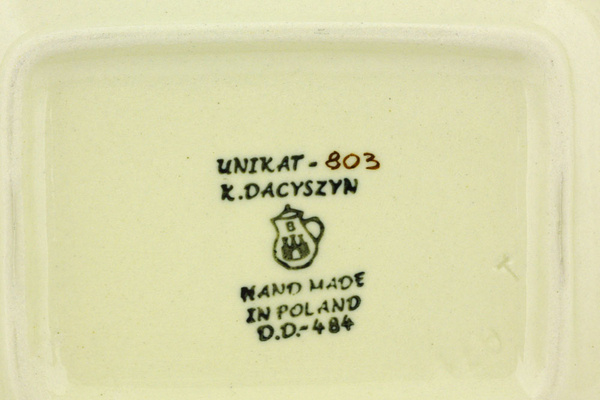 UNIKAT - 803
K. DACYSZYN
B
HAND MADE
IN POLAND
D.D.-484
T